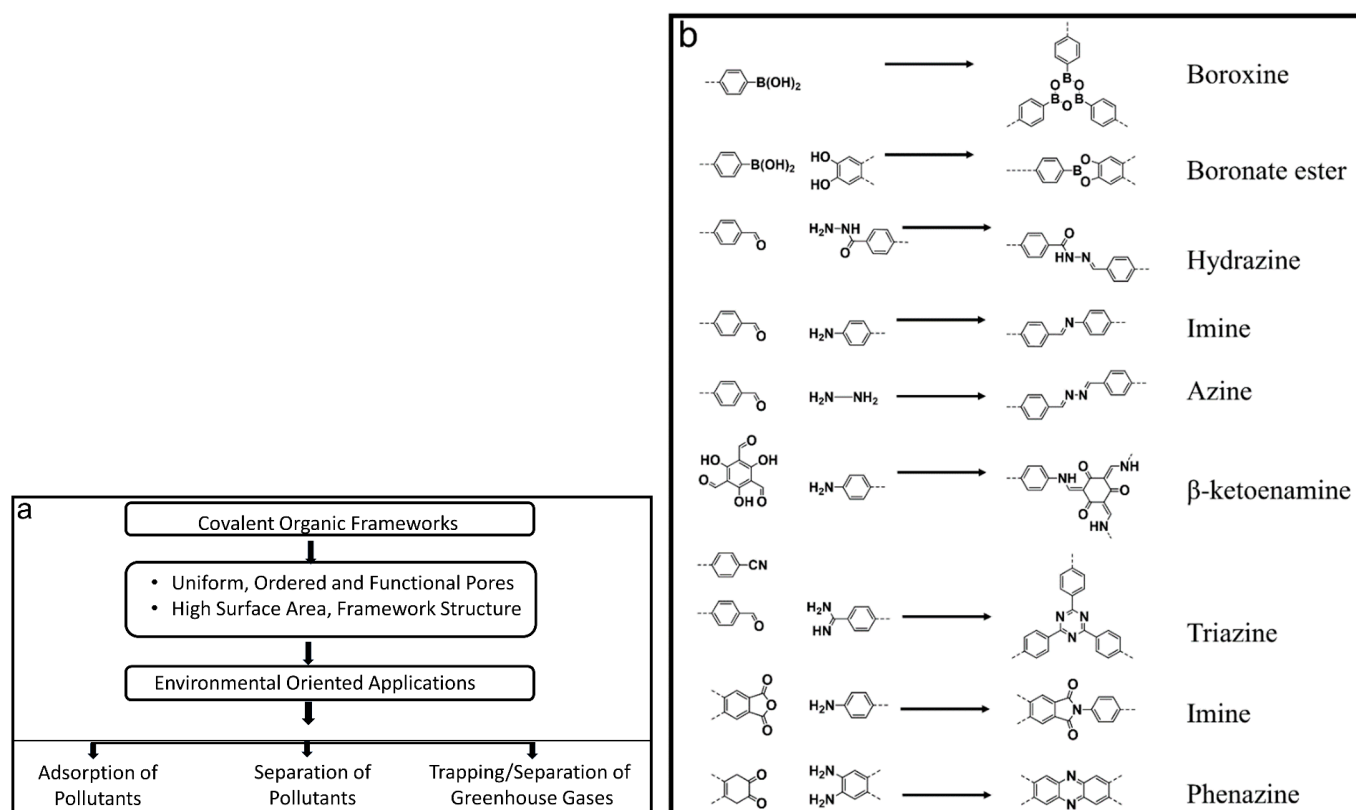 a
Covalent Organic Frameworks
• Uniform, Ordered and Functional Pores
• High Surface Area, Framework Structure
Environmental Oriented Applications
Adsorption of
Pollutants
Separation of
Pollutants
Trapping/Separation of
Greenhouse Gases
b
B(OH)₂
B
O O
B B
O
Boroxine
B(OH)₂
HO
HO
O
B
O
Boronate ester
O
H₂N–NH
O
O
HN–N
Hydrazine
O
H₂N
N
Imine
O
H₂N–NH₂
N–N
Azine
O
HO OH
O O
OH
H₂N
NH
O
NH
O
O
HN
β-ketoenamine
CN
O
H₂N
HN
N N
N
Triazine
O
O
O
H₂N
O
N
O
Imine
O
O
H₂N
H₂N
N
N
Phenazine